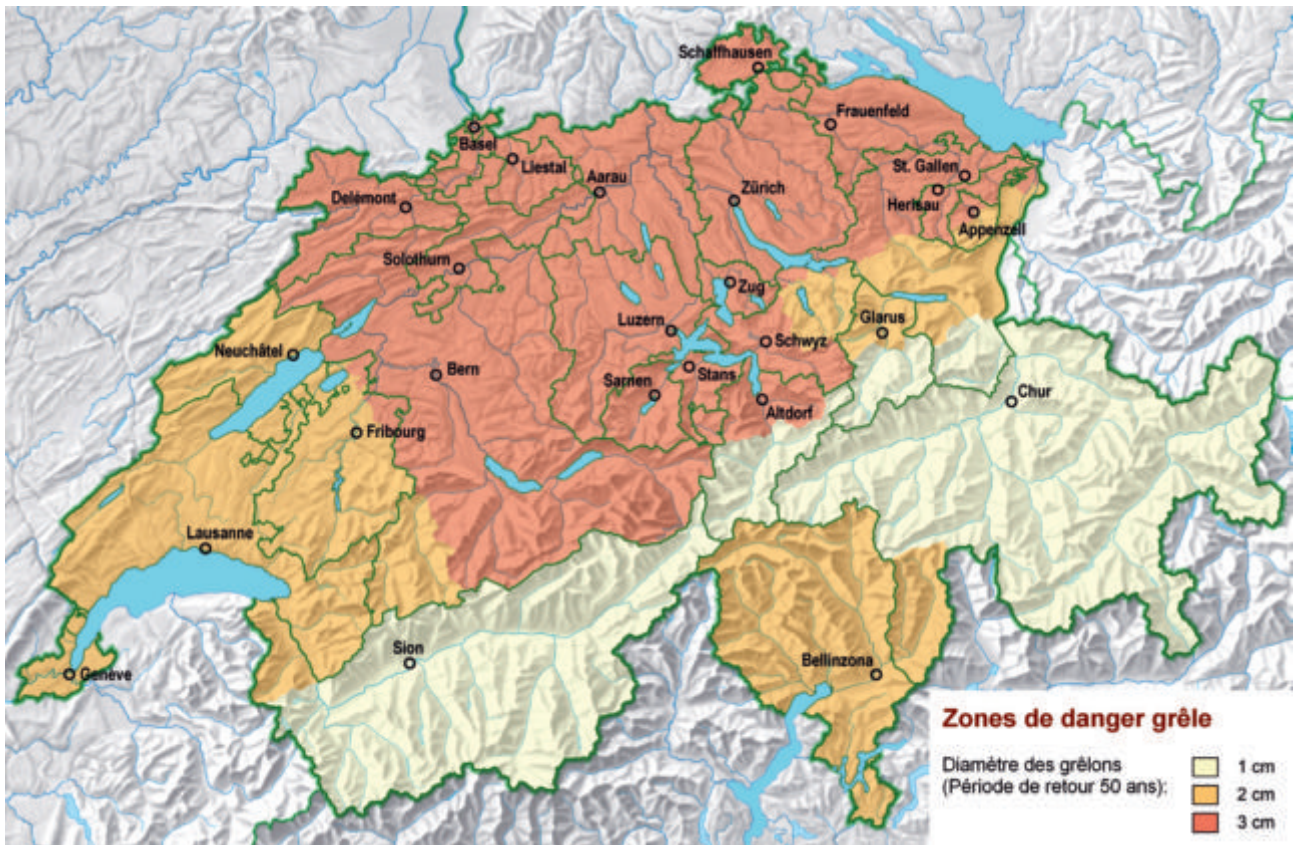 Schaffhausen
Frauenfeld
Basel
Liestal
St. Gallen
Aarau
Zürich
Delémont
Herisau
Appenzell
Solothurn
Zug
Luzern
Glarus
Schwyz
Neuchâtel
Stans
Bern
Sarnen
Chur
Altdorf
Fribourg
Lausanne
Sion
Bellinzona
Genève
Zones de danger grêle
Diamètre des grêlons
(Période de retour 50 ans):
1 cm
2 cm
3 cm